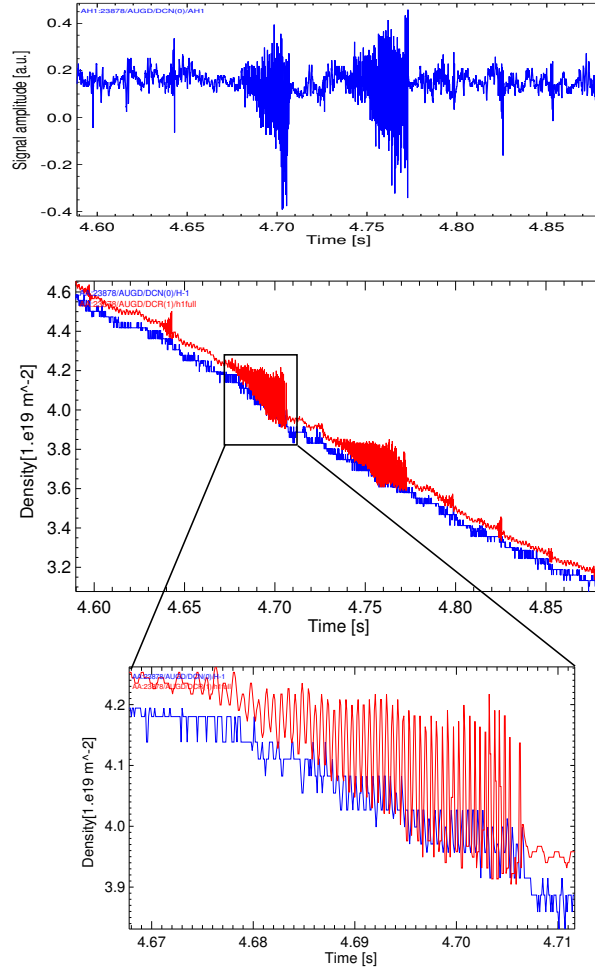 AH1:23878/AUGD/DCN(0)/AH1
Signal amplitude [a.u.]
0.4
0.2
0.0
-0.2
-0.4
4.60 4.65 4.70 4.75 4.80 4.85
Time [s]
23878/AUGD/DCN(0)/H-1
/AUGD/DCR(1)/h1full
Density[1.e19 m^-2]
4.6
4.4
4.2
4.0
3.8
3.6
3.4
3.2
4.60 4.65 4.70 4.75 4.80 4.85
Time [s]
AA:23878/AUGD/DCN(0)/H-1
AA:23878/AUGD/DCR(1)/h1full
Density[1.e19 m^-2]
4.2
4.1
4.0
3.9
4.67 4.68 4.69 4.70 4.71
Time [s]